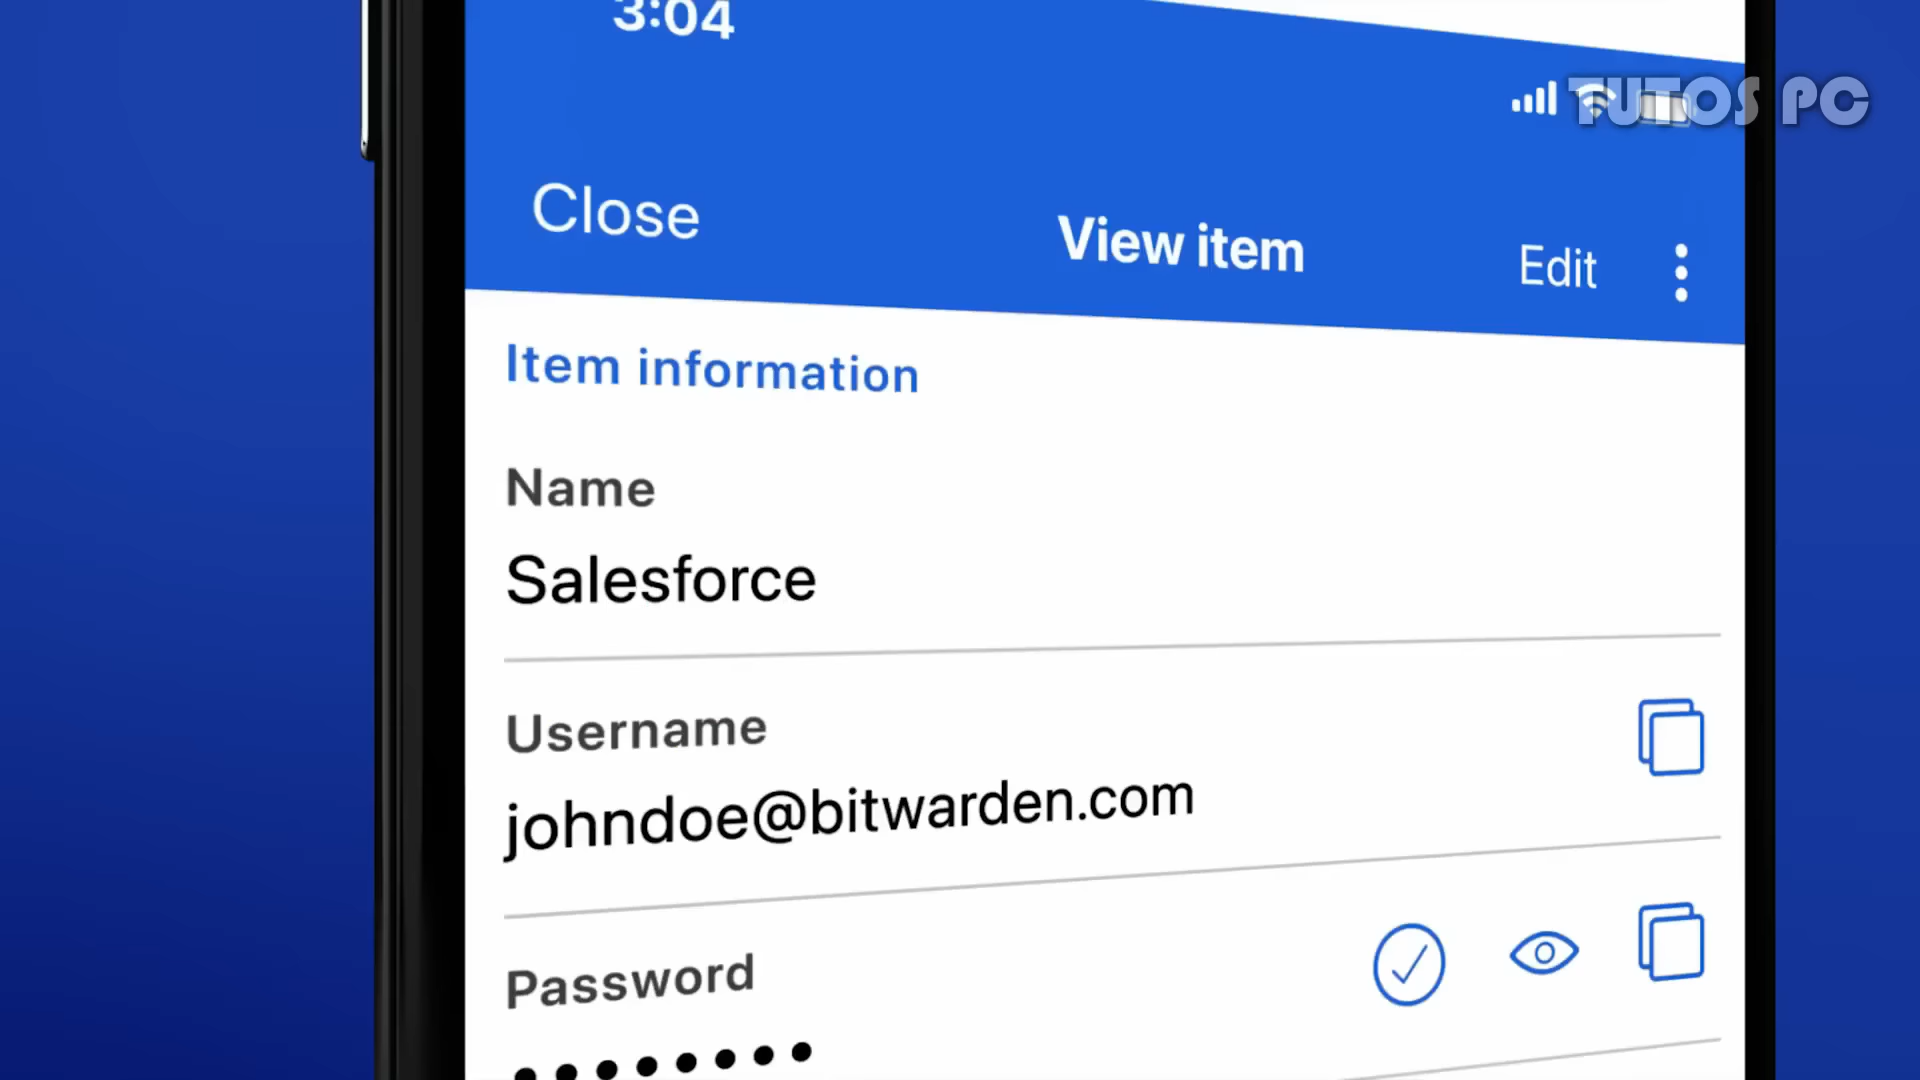 3:04
TUTOS PC
Close
View item
Edit
Item information
Name
Salesforce
Username
johndoe@bitwarden.com
Password
••••••••